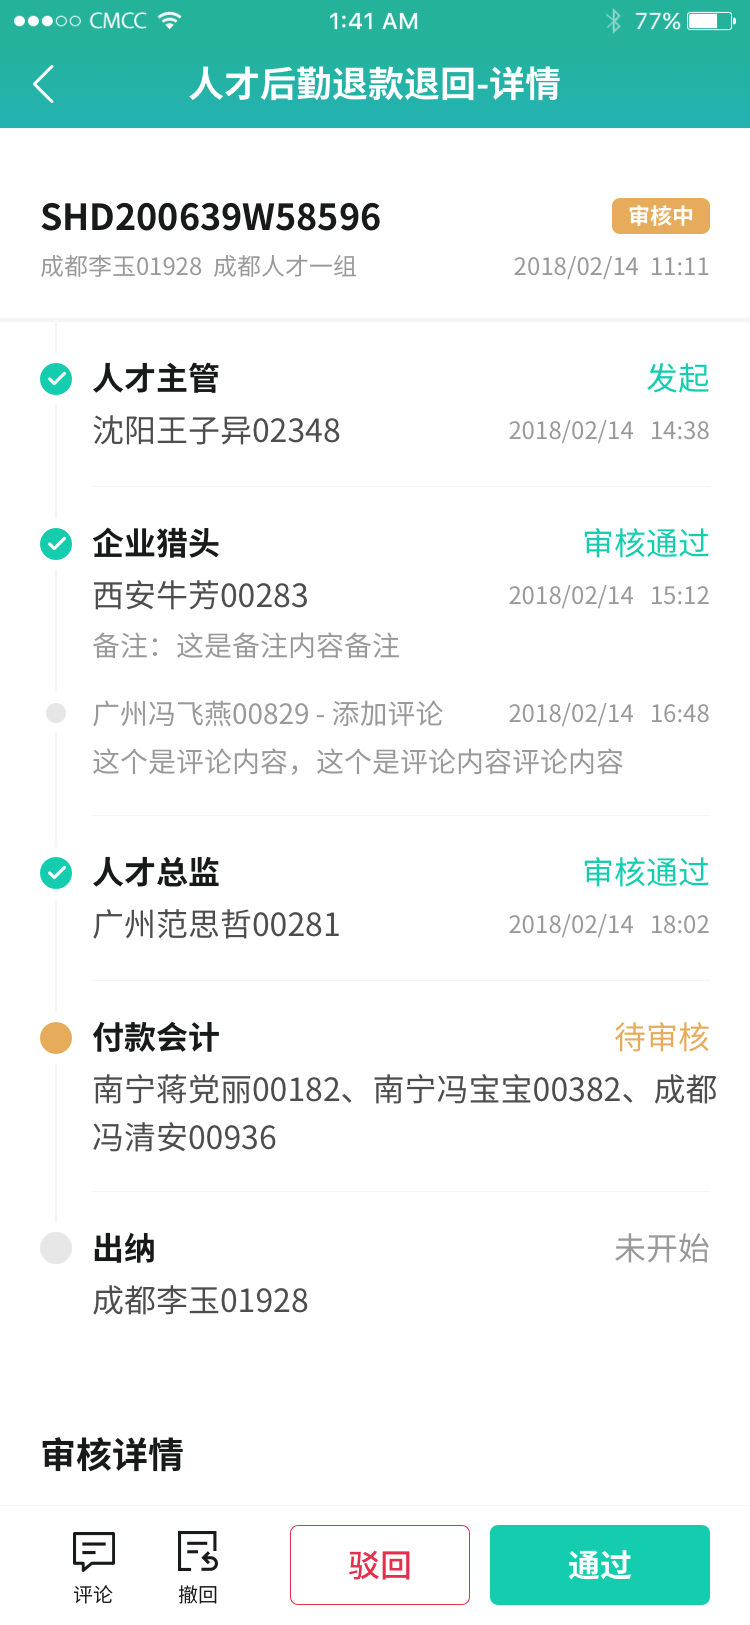 CMCC 1:41 AM 77%
人才后勤退款退回-详情
SHD200639W58596 审核中
成都李玉01928 成都人才一组 2018/02/14 11:11
人才主管 发起
沈阳王子异02348 2018/02/14 14:38
企业猎头 审核通过
西安牛芳00283 2018/02/14 15:12
备注：这是备注内容备注
广州冯飞燕00829 - 添加评论 2018/02/14 16:48
这个是评论内容，这个是评论内容评论内容
人才总监 审核通过
广州范思哲00281 2018/02/14 18:02
付款会计 待审核
南宁蒋党丽00182、南宁冯宝宝00382、成都
冯清安00936
出纳 未开始
成都李玉01928
审核详情
评论 撤回 驳回 通过